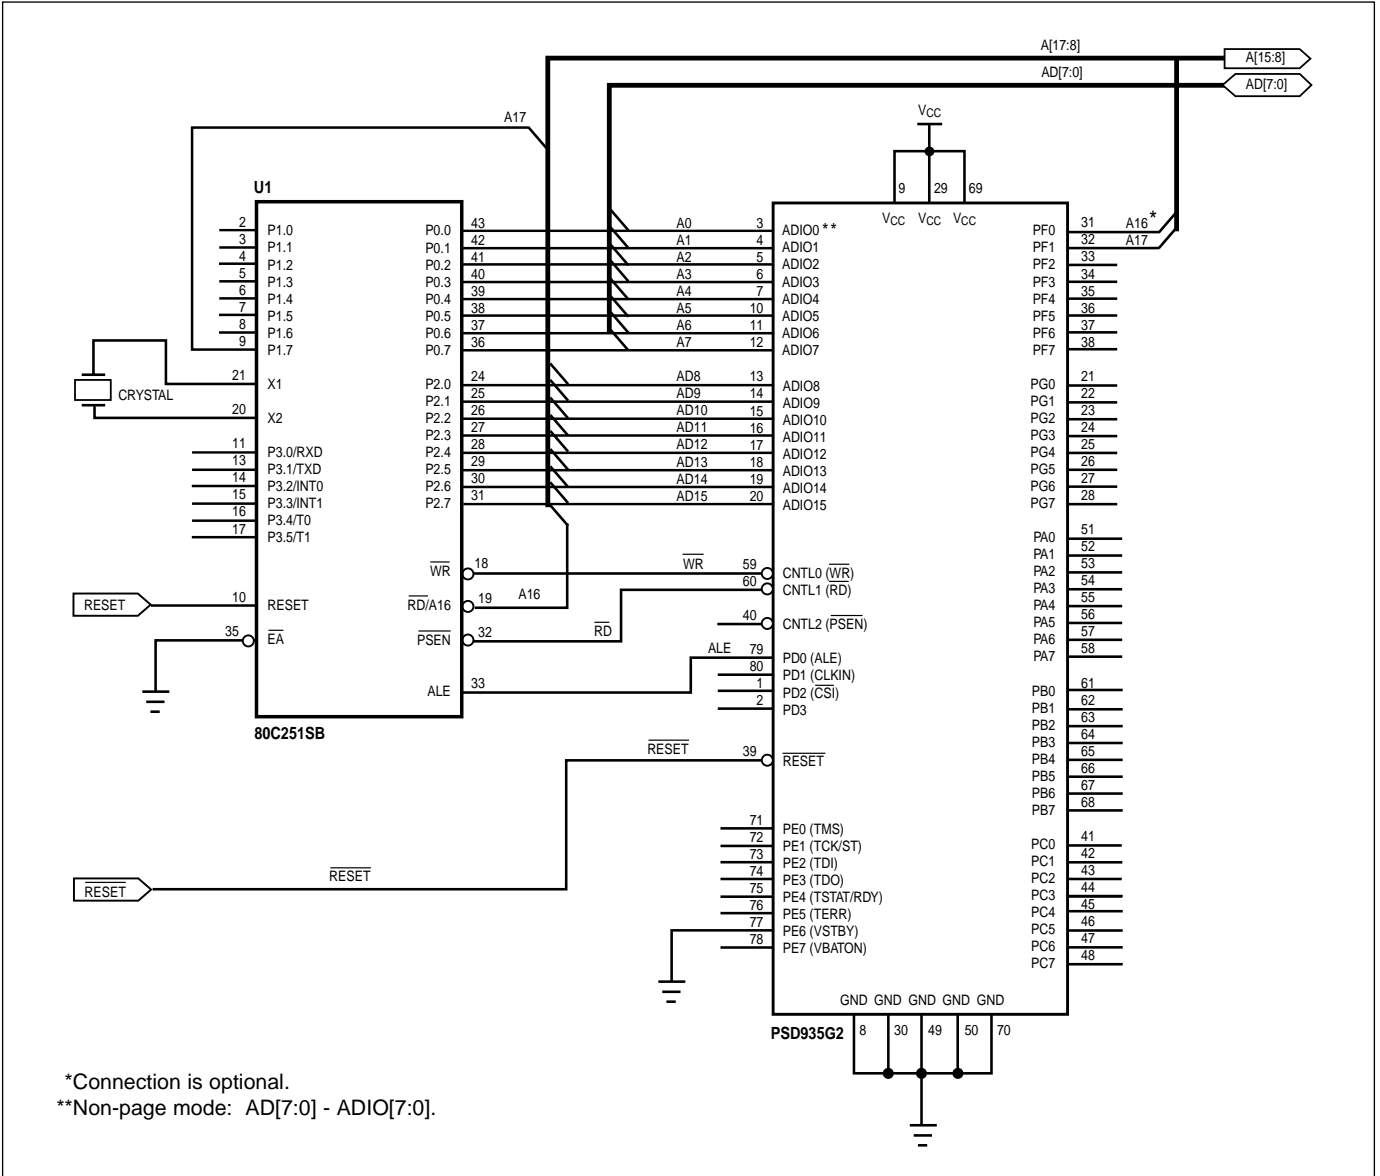 A[17:8]
A[15:8]
AD[7:0]
AD[7:0]
A17
VCC
U1
9 29 69
VCC VCC VCC
2 P1.0
3 P1.1
4 P1.2
5 P1.3
6 P1.4
7 P1.5
8 P1.6
9 P1.7
21 X1
CRYSTAL
20 X2
11 P3.0/RXD
13 P3.1/TXD
14 P3.2/INT0
15 P3.3/INT1
16 P3.4/T0
17 P3.5/T1
RESET 10 RESET
35 EA
P0.0 43 A0 3 ADIO0 **
P0.1 42 A1 4 ADIO1
P0.2 41 A2 5 ADIO2
P0.3 40 A3 6 ADIO3
P0.4 39 A4 7 ADIO4
P0.5 38 A5 10 ADIO5
P0.6 37 A6 11 ADIO6
P0.7 36 A7 12 ADIO7
P2.0 24 AD8 13 ADIO8
P2.1 25 AD9 14 ADIO9
P2.2 26 AD10 15 ADIO10
P2.3 27 AD11 16 ADIO11
P2.4 28 AD12 17 ADIO12
P2.5 29 AD13 18 ADIO13
P2.6 30 AD14 19 ADIO14
P2.7 31 AD15 20 ADIO15
WR 18 WR 59 CNTL0 (WR)
60 CNTL1 (RD)
RD/A16 19 A16
40 CNTL2 (PSEN)
PSEN 32 RD
ALE 79 PD0 (ALE)
80 PD1 (CLKIN)
1 PD2 (CSI)
2 PD3
ALE 33
80C251SB
RESET 39 RESET
71 PE0 (TMS)
72 PE1 (TCK/ST)
73 PE2 (TDI)
74 PE3 (TDO)
75 PE4 (TSTAT/RDY)
76 PE5 (TERR)
77 PE6 (VSTBY)
78 PE7 (VBATON)
RESET RESET
PF0 31 A16 *
PF1 32 A17
PF2 33
PF3 34
PF4 35
PF5 36
PF6 37
PF7 38
PG0 21
PG1 22
PG2 23
PG3 24
PG4 25
PG5 26
PG6 27
PG7 28
PA0 51
PA1 52
PA2 53
PA3 54
PA4 55
PA5 56
PA6 57
PA7 58
PB0 61
PB1 62
PB2 63
PB3 64
PB4 65
PB5 66
PB6 67
PB7 68
PC0 41
PC1 42
PC2 43
PC3 44
PC4 45
PC5 46
PC6 47
PC7 48
GND GND GND GND GND
PSD935G2 8 30 49 50 70
*Connection is optional.
**Non-page mode: AD[7:0] - ADIO[7:0].